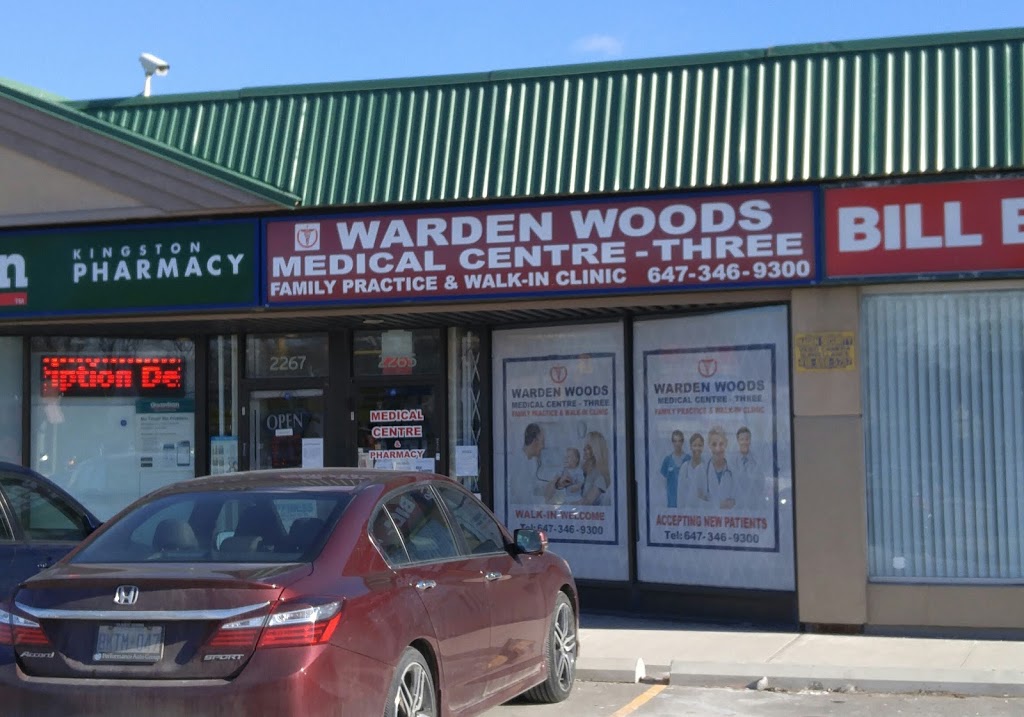 KINGSTON
PHARMACY
TM
WARDEN WOODS
MEDICAL CENTRE - THREE
FAMILY PRACTICE & WALK-IN CLINIC 647-346-9300
BILL
iption De
2267
2265
OPEN
MEDICAL
CENTRE
&
PHARMACY
WARDEN WOODS
MEDICAL CENTRE - THREE
FAMILY PRACTICE & WALK-IN CLINIC
WALK-IN WELCOME
Tel: 647-346-9300
WARDEN WOODS
MEDICAL CENTRE - THREE
FAMILY PRACTICE & WALK-IN CLINIC
ACCEPTING NEW PATIENTS
Tel: 647-346-9300
Accord
SPORT